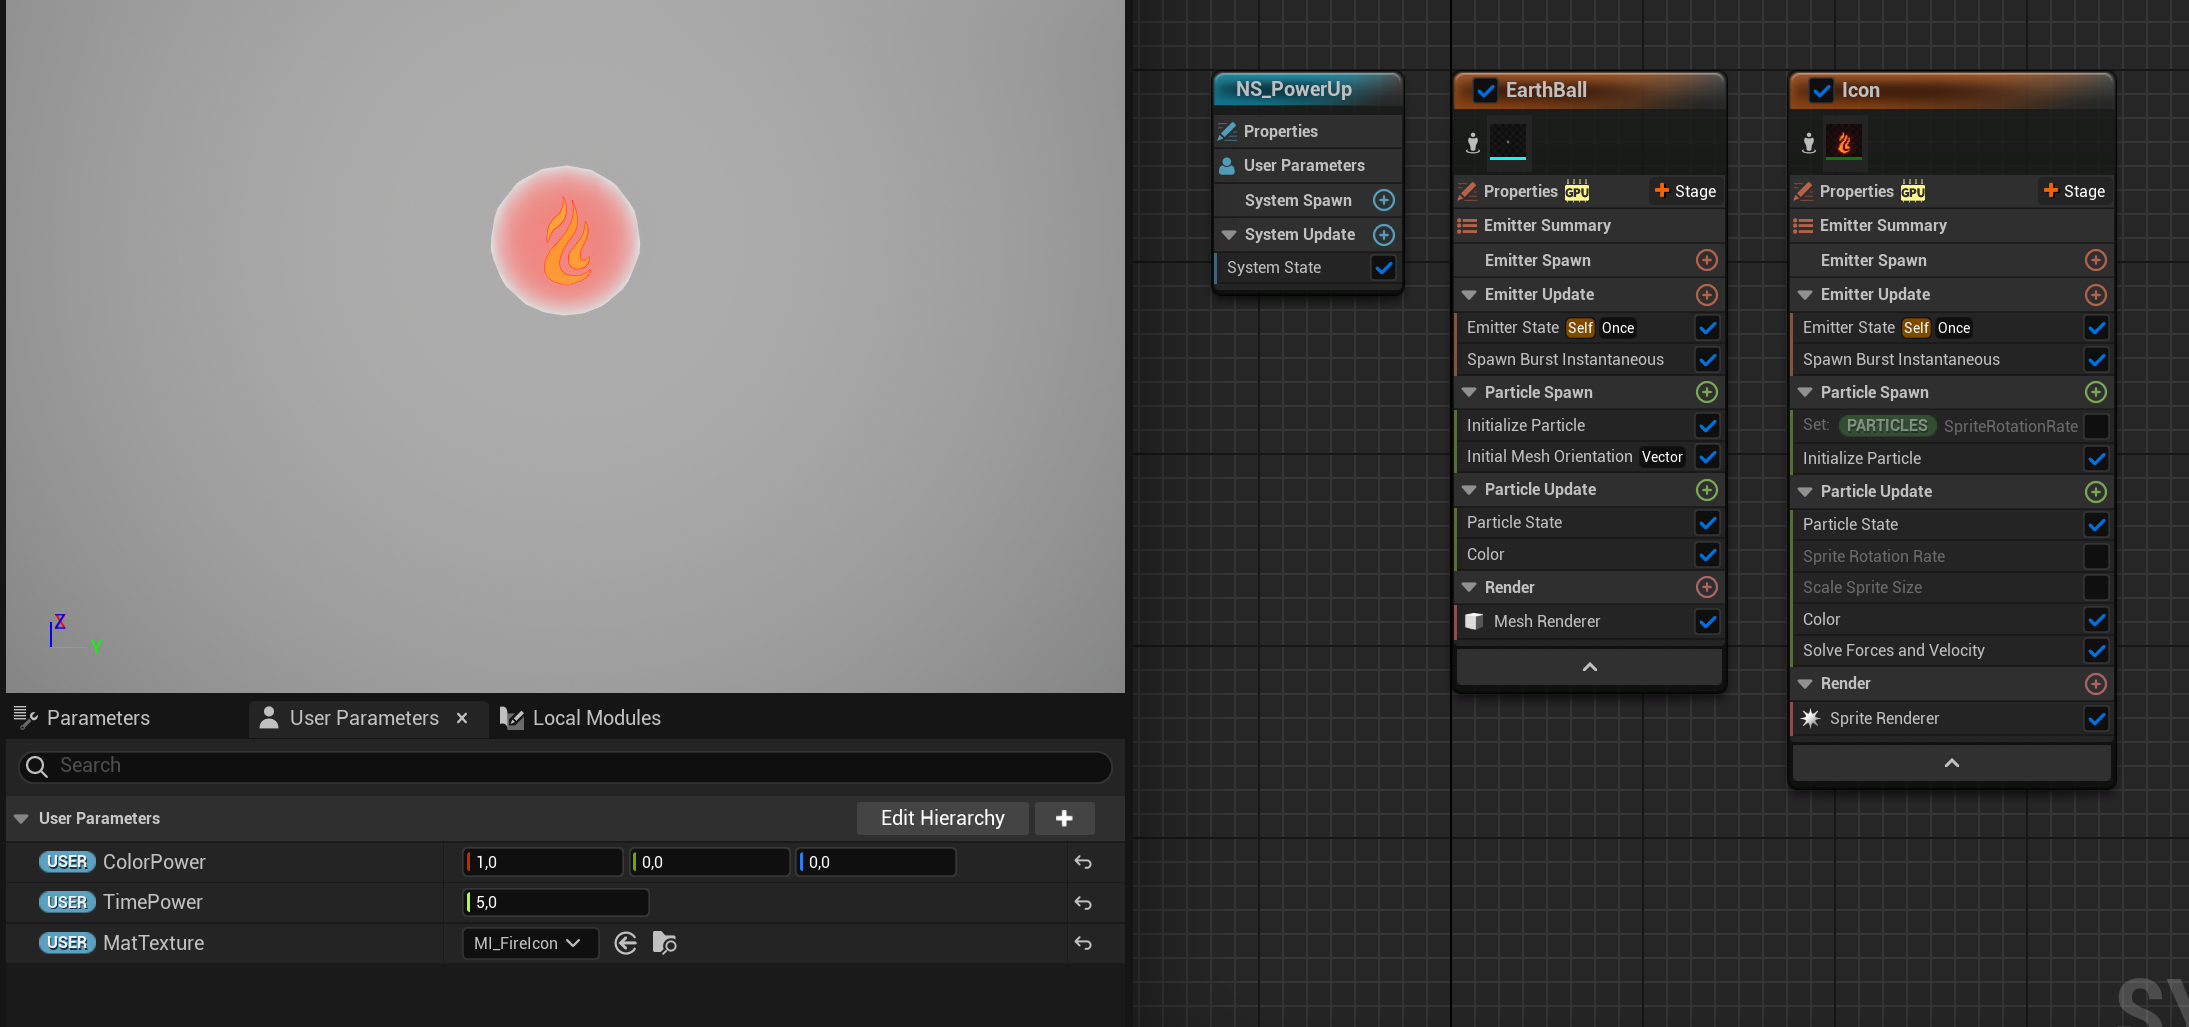 Z
Y
Parameters
User Parameters
Local Modules
Search
User Parameters
Edit Hierarchy
USER ColorPower 1,0 0,0 0,0
USER TimePower 5,0
USER MatTexture MI_FireIcon
NS_PowerUp
Properties
User Parameters
System Spawn
System Update
System State
EarthBall
Properties GPU Stage
Emitter Summary
Emitter Spawn
Emitter Update
Emitter State Self Once
Spawn Burst Instantaneous
Particle Spawn
Initialize Particle
Initial Mesh Orientation Vector
Particle Update
Particle State
Color
Render
Mesh Renderer
Icon
Properties GPU Stage
Emitter Summary
Emitter Spawn
Emitter Update
Emitter State Self Once
Spawn Burst Instantaneous
Particle Spawn
Set: PARTICLES SpriteRotationRate
Initialize Particle
Particle Update
Particle State
Sprite Rotation Rate
Scale Sprite Size
Color
Solve Forces and Velocity
Render
Sprite Renderer